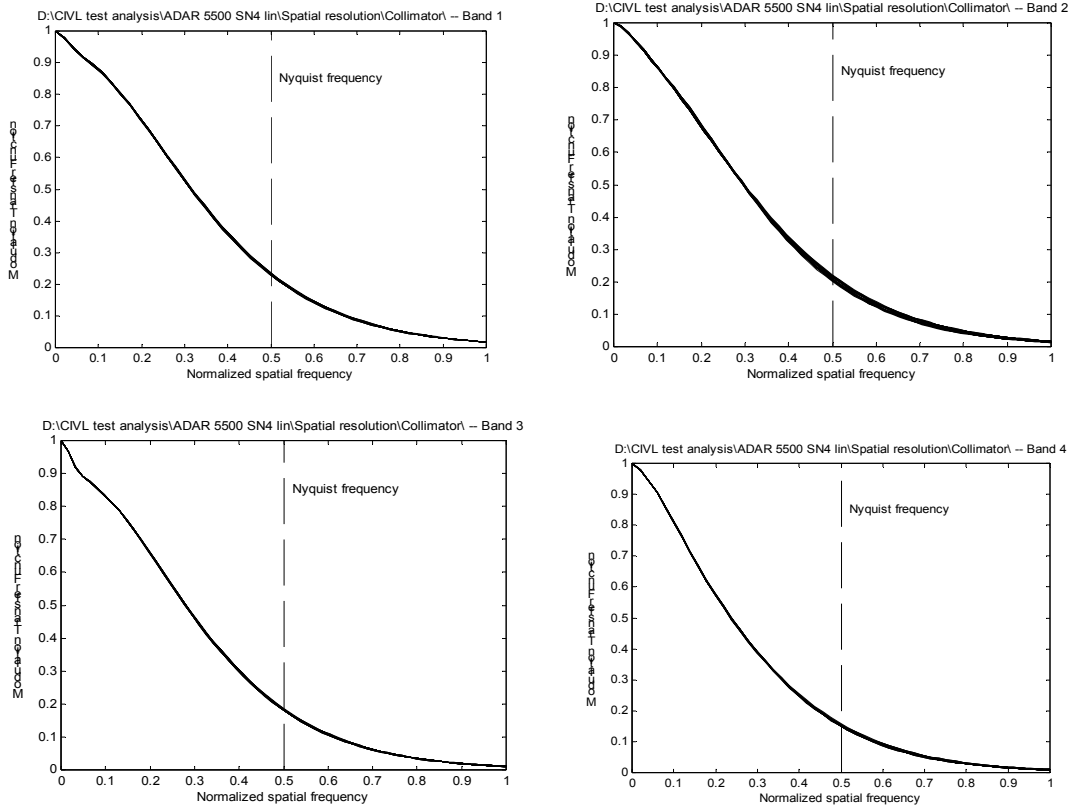 D:\CIVL test analysis\ADAR 5500 SN4 lin\Spatial resolution\Collimator\ -- Band 1
1
0.9
0.8
0.7
0.6
0.5
0.4
0.3
0.2
0.1
0
Modulation Transfer Function
Nyquist frequency
0 0.1 0.2 0.3 0.4 0.5 0.6 0.7 0.8 0.9 1
Normalized spatial frequency
D:\CIVL test analysis\ADAR 5500 SN4 lin\Spatial resolution\Collimator\ -- Band 2
1
0.9
0.8
0.7
0.6
0.5
0.4
0.3
0.2
0.1
0
Modulation Transfer Function
Nyquist frequency
0 0.1 0.2 0.3 0.4 0.5 0.6 0.7 0.8 0.9 1
Normalized spatial frequency
D:\CIVL test analysis\ADAR 5500 SN4 lin\Spatial resolution\Collimator\ -- Band 3
1
0.9
0.8
0.7
0.6
0.5
0.4
0.3
0.2
0.1
0
Modulation Transfer Function
Nyquist frequency
0 0.1 0.2 0.3 0.4 0.5 0.6 0.7 0.8 0.9 1
Normalized spatial frequency
D:\CIVL test analysis\ADAR 5500 SN4 lin\Spatial resolution\Collimator\ -- Band 4
1
0.9
0.8
0.7
0.6
0.5
0.4
0.3
0.2
0.1
0
Modulation Transfer Function
Nyquist frequency
0 0.1 0.2 0.3 0.4 0.5 0.6 0.7 0.8 0.9 1
Normalized spatial frequency